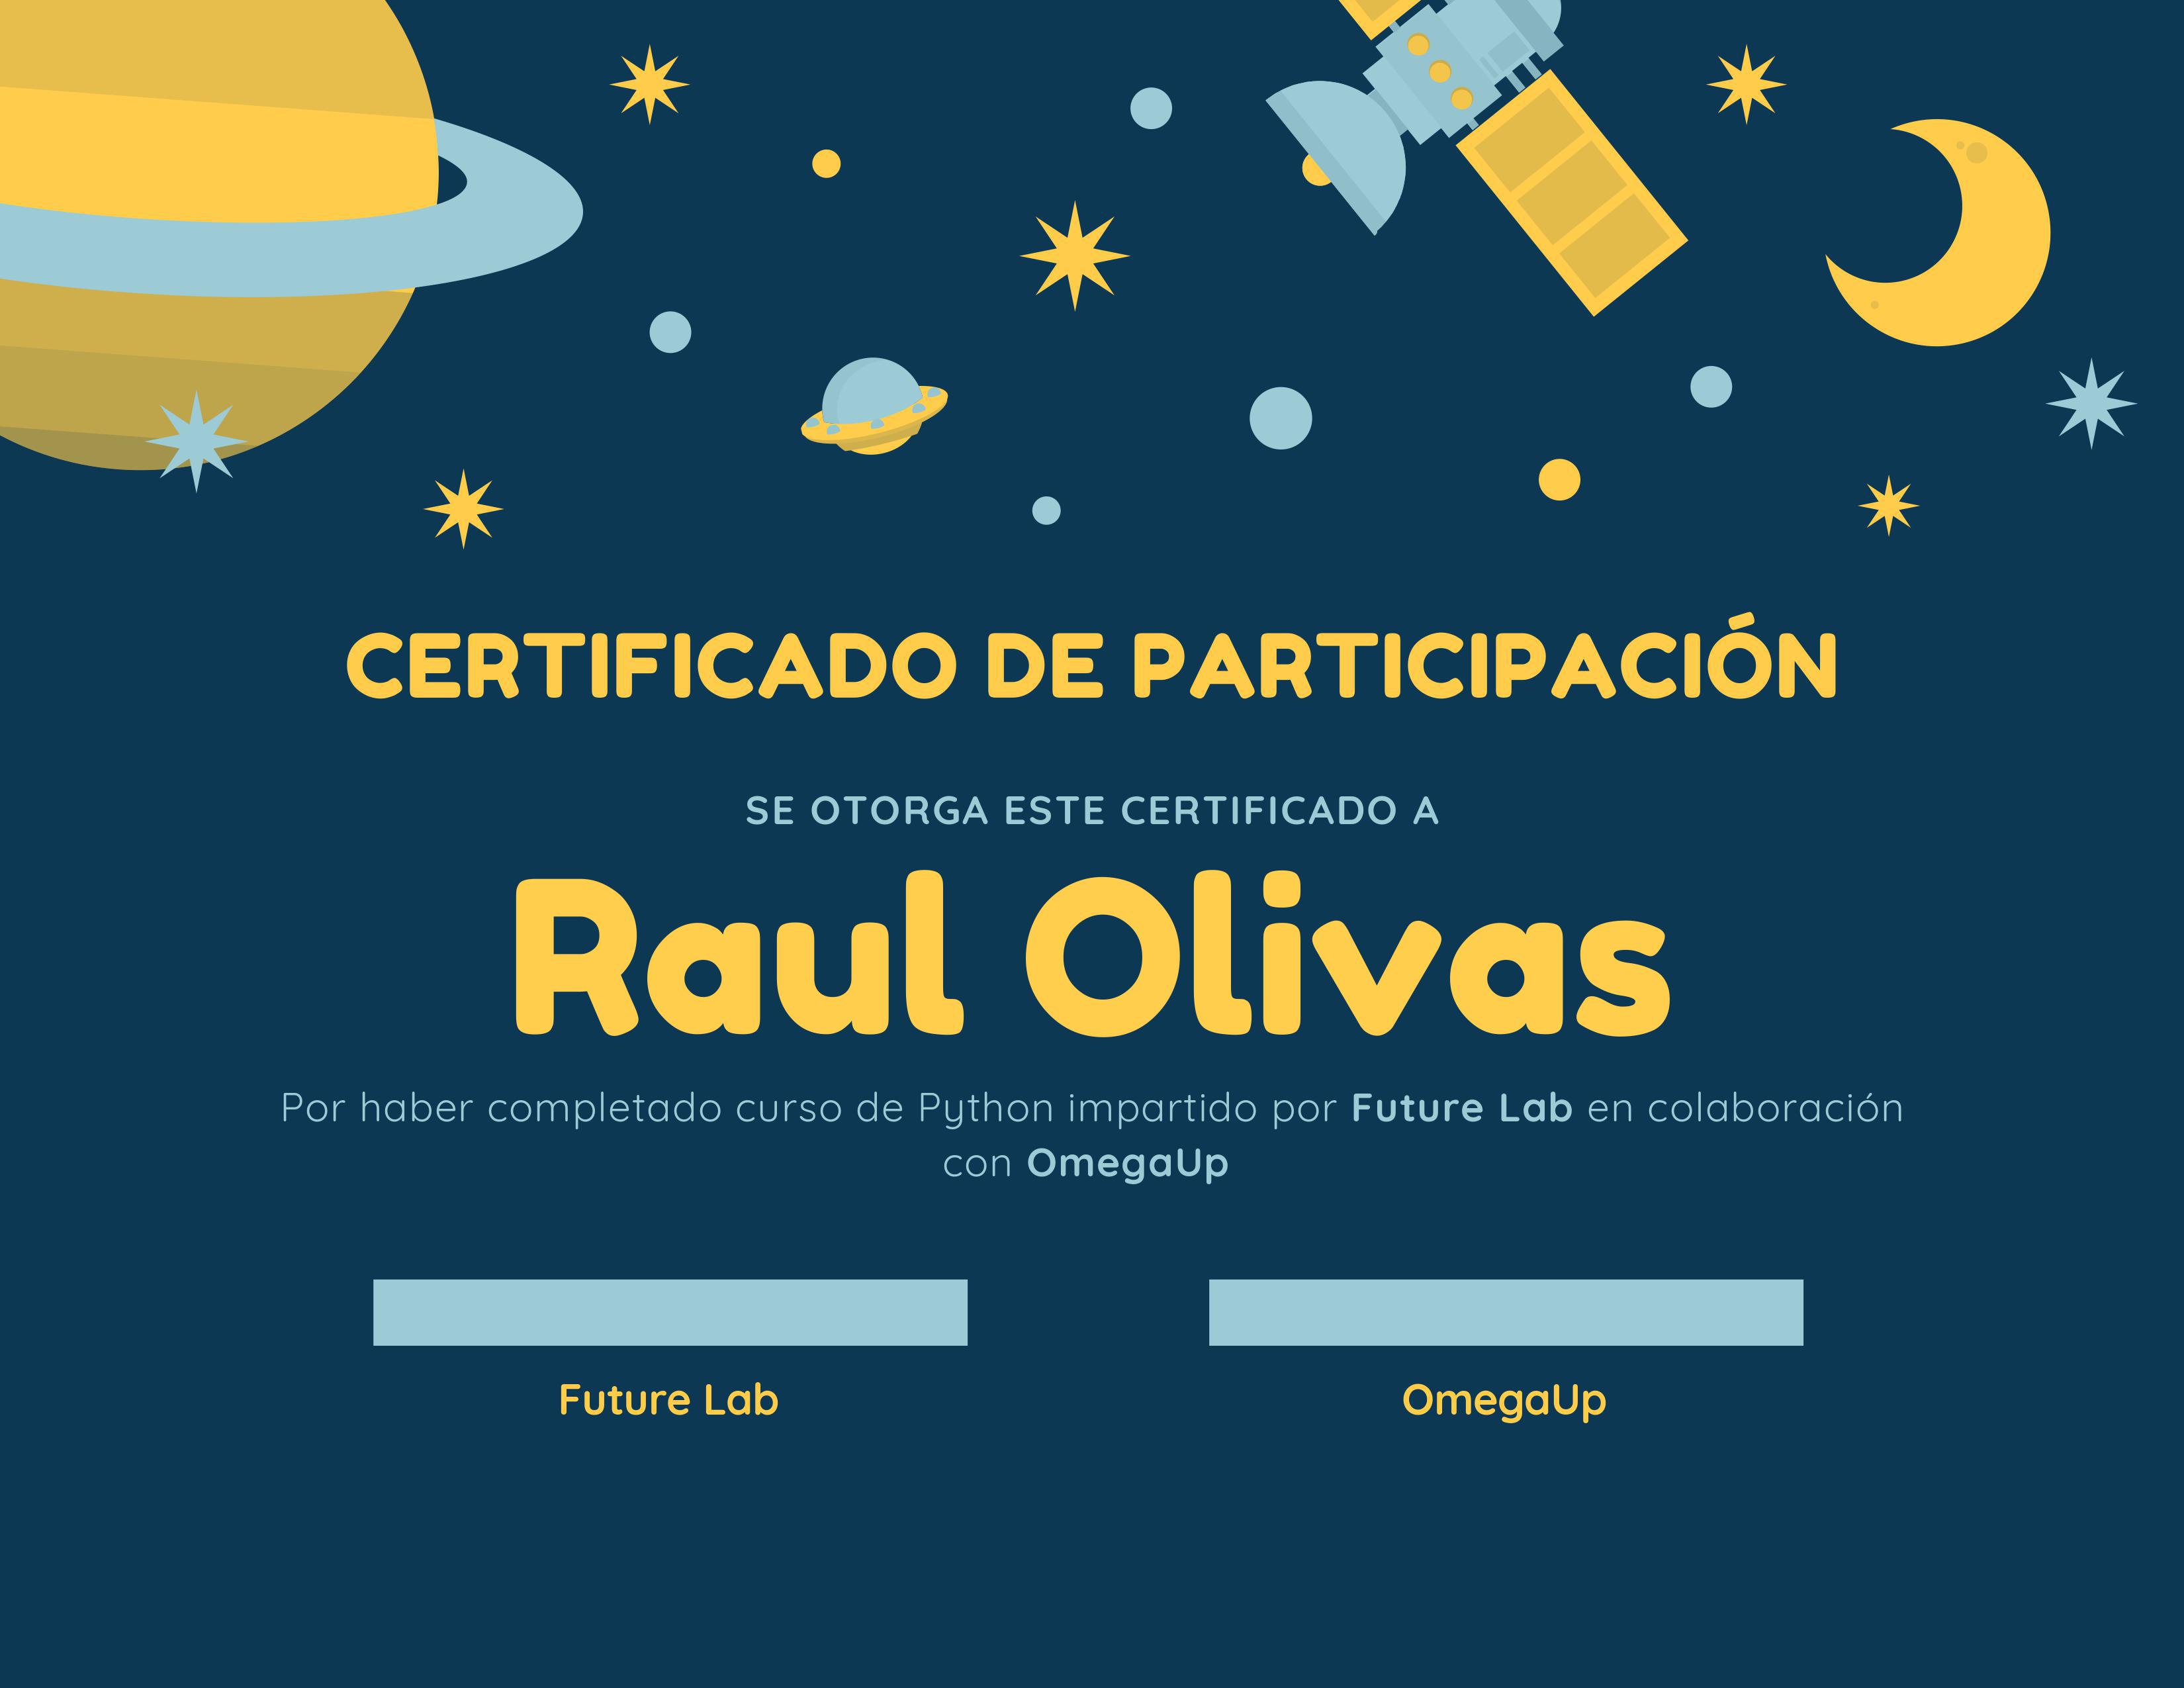 CERTIFICADO DE PARTICIPACIÓN
SE OTORGA ESTE CERTIFICADO A
Raul Olivas
Por haber completado curso de Python impartido por Future Lab en colaboración
con OmegaUp
Future Lab
OmegaUp